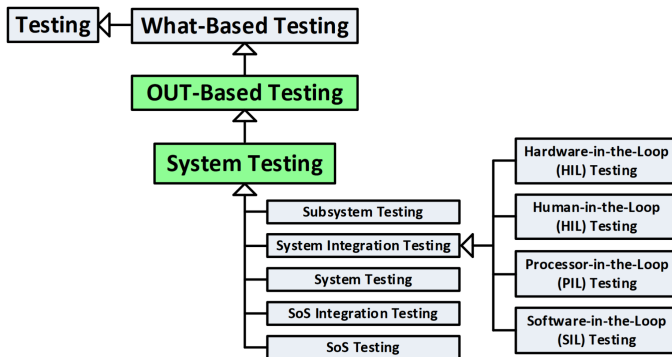 Testing
What-Based Testing
OUT-Based Testing
System Testing
Subsystem Testing
System Integration Testing
System Testing
SoS Integration Testing
SoS Testing
Hardware-in-the-Loop
(HIL) Testing
Human-in-the-Loop
(HIL) Testing
Processor-in-the-Loop
(PIL) Testing
Software-in-the-Loop
(SIL) Testing